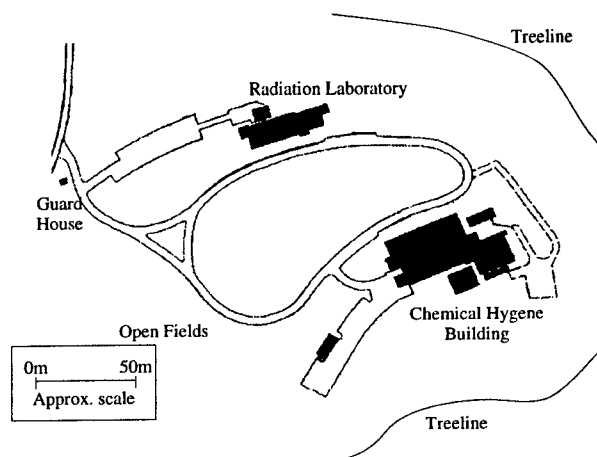 Treeline
Radiation Laboratory
Guard
House
Chemical Hygene
Building
Open Fields
0m 50m
Approx. scale
Treeline